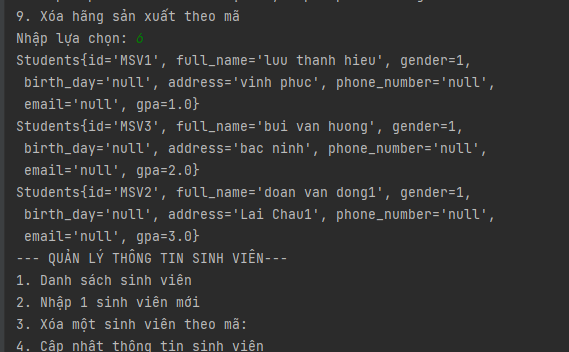 9. Xóa hãng sản xuất theo mã
Nhập lựa chọn: 6
Students{id='MSV1', full_name='luu thanh hieu', gender=1,
birth_day='null', address='vinh phuc', phone_number='null',
email='null', gpa=1.0}
Students{id='MSV3', full_name='bui van huong', gender=1,
birth_day='null', address='bac ninh', phone_number='null',
email='null', gpa=2.0}
Students{id='MSV2', full_name='doan van dong1', gender=1,
birth_day='null', address='Lai Chau1', phone_number='null',
email='null', gpa=3.0}
--- QUẢN LÝ THÔNG TIN SINH VIÊN---
1. Danh sách sinh viên
2. Nhập 1 sinh viên mới
3. Xóa một sinh viên theo mã:
4. Cập nhật thông tin sinh viên